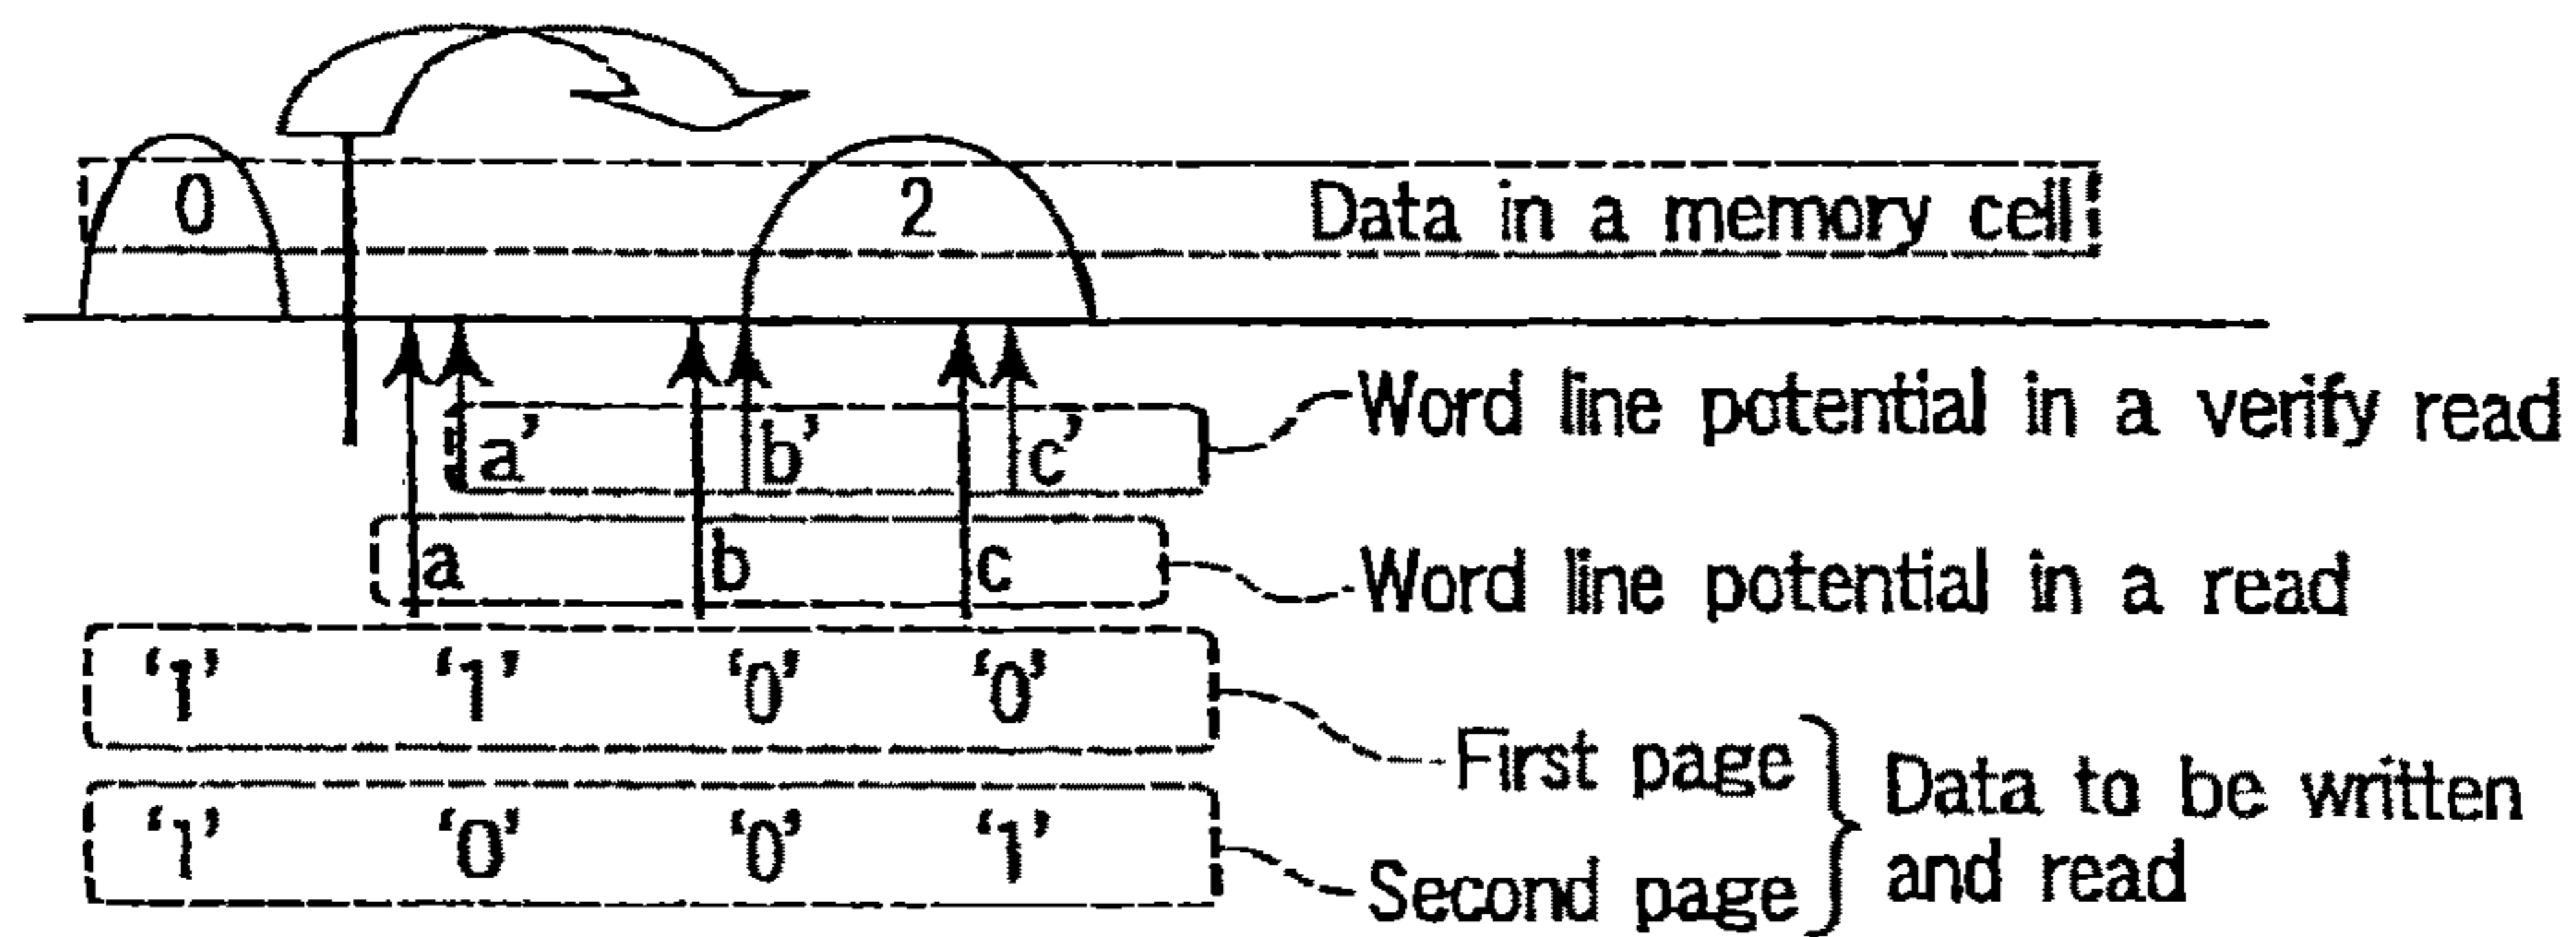 0 2 Data in a memory cell
a' b' c' Word line potential in a verify read
a b c Word line potential in a read
'1' '1' '0' '0'
First page
'1' '0' '0' '1'
Second page
Data to be written
and read